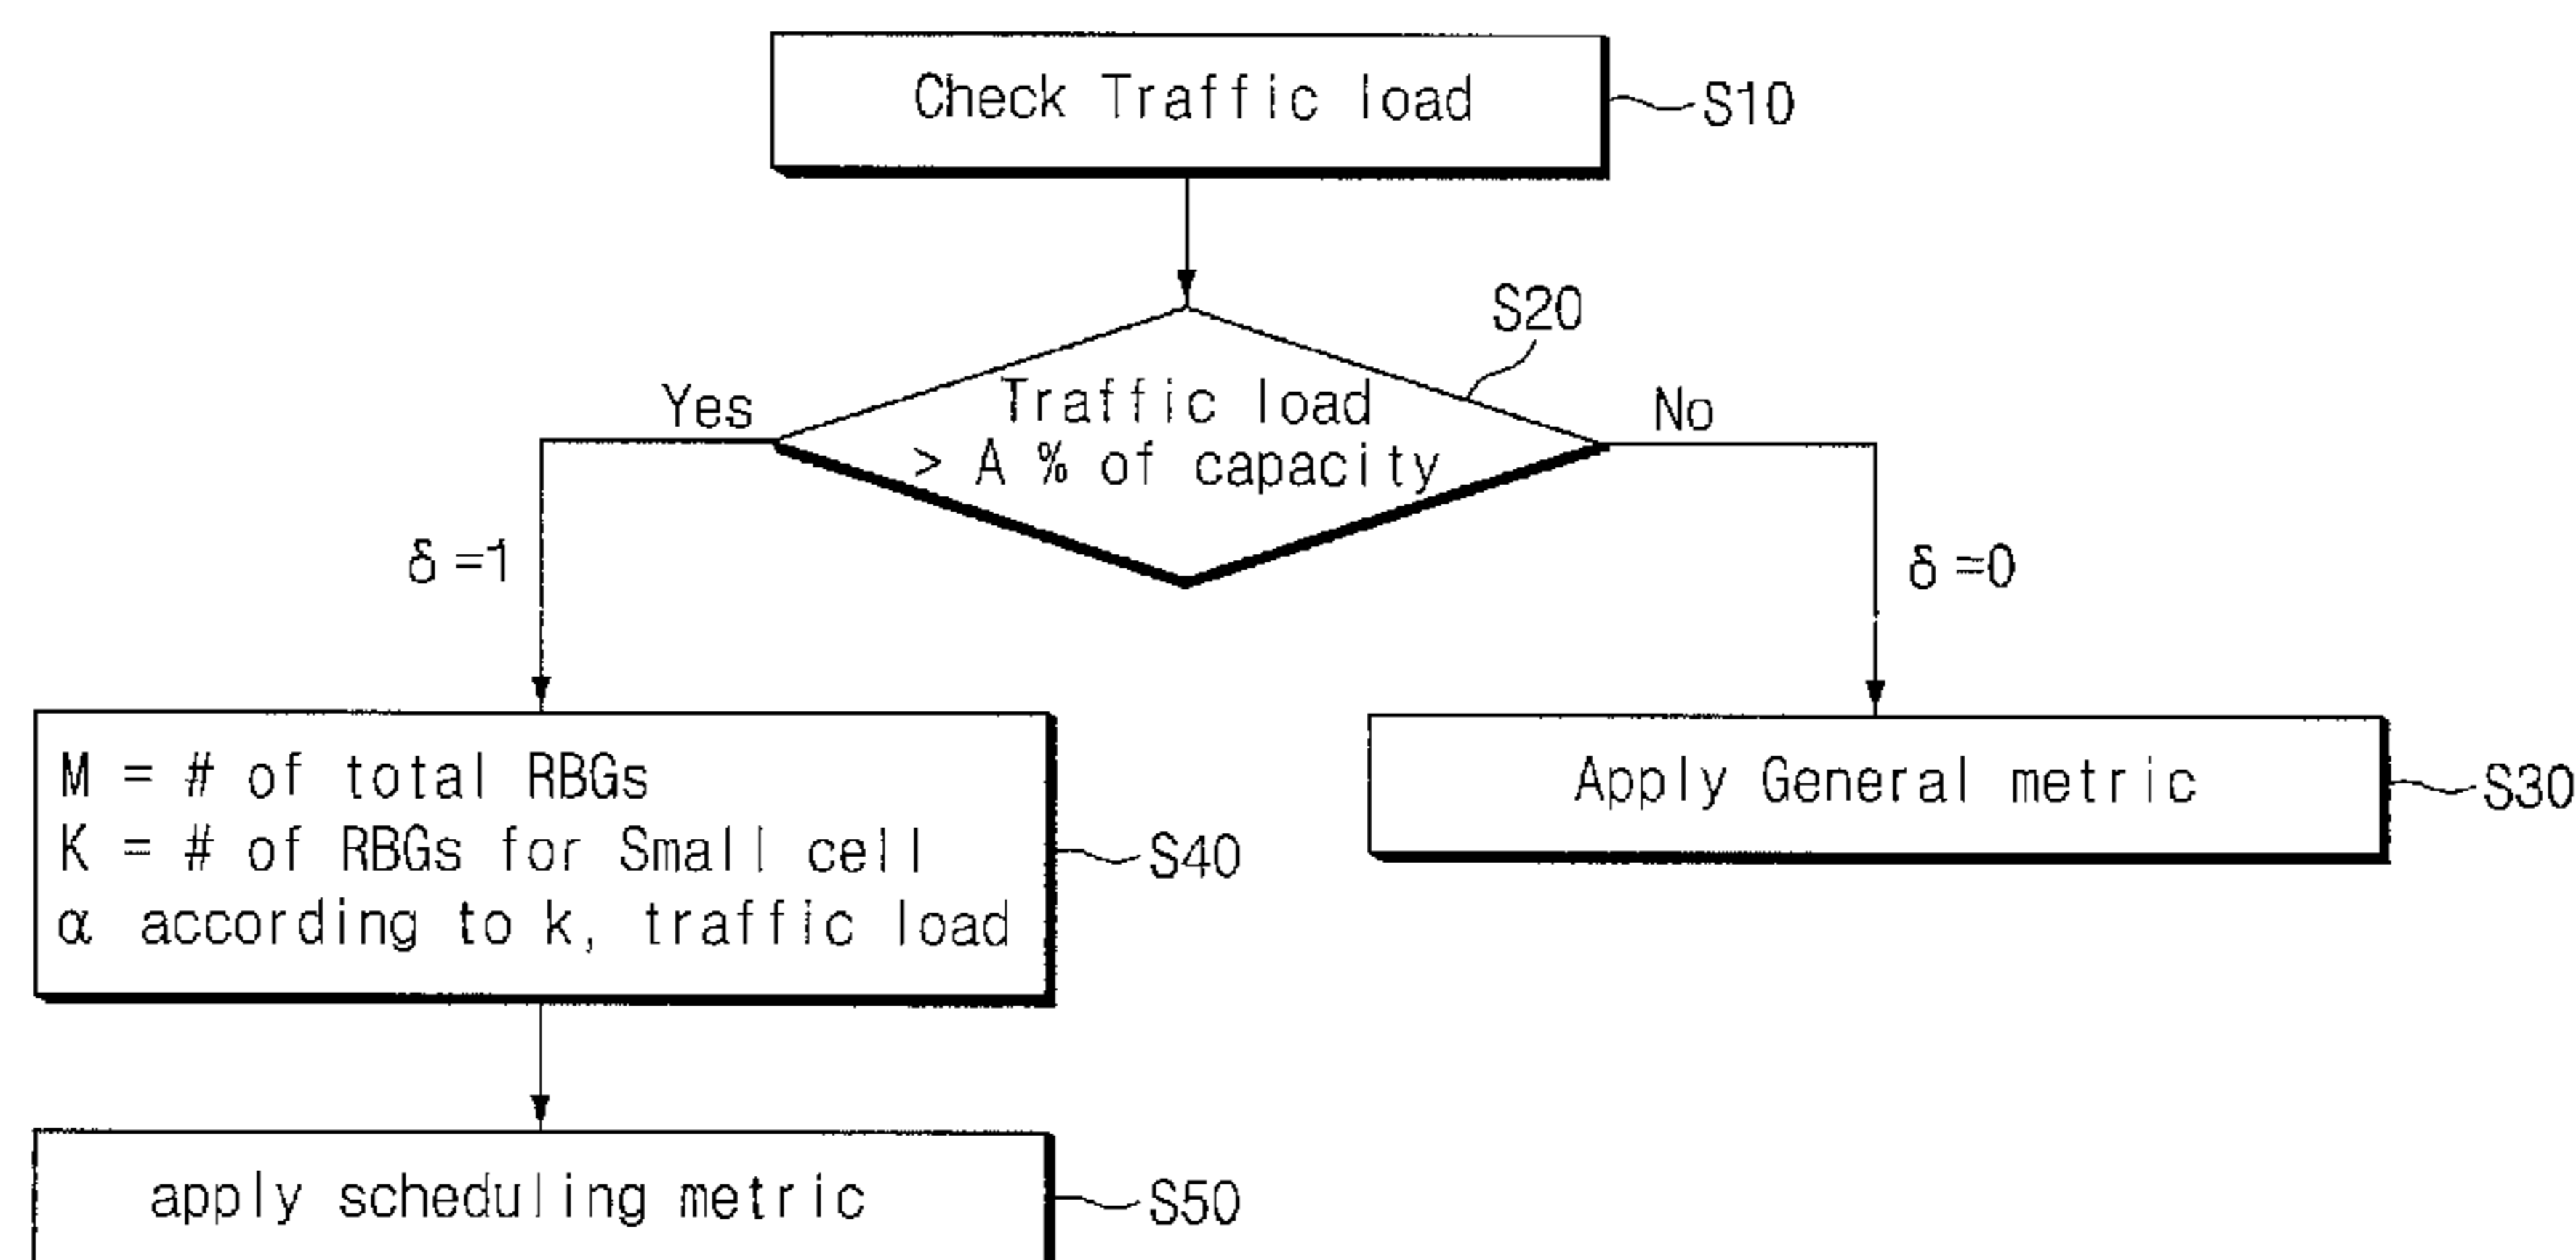 Check Traffic load
S10
S20
Traffic load
> A % of capacity
Yes
No
δ =1
δ =0
M = # of total RBGs
K = # of RBGs for Small cell
α according to k, traffic load
S40
Apply General metric
S30
apply scheduling metric
S50